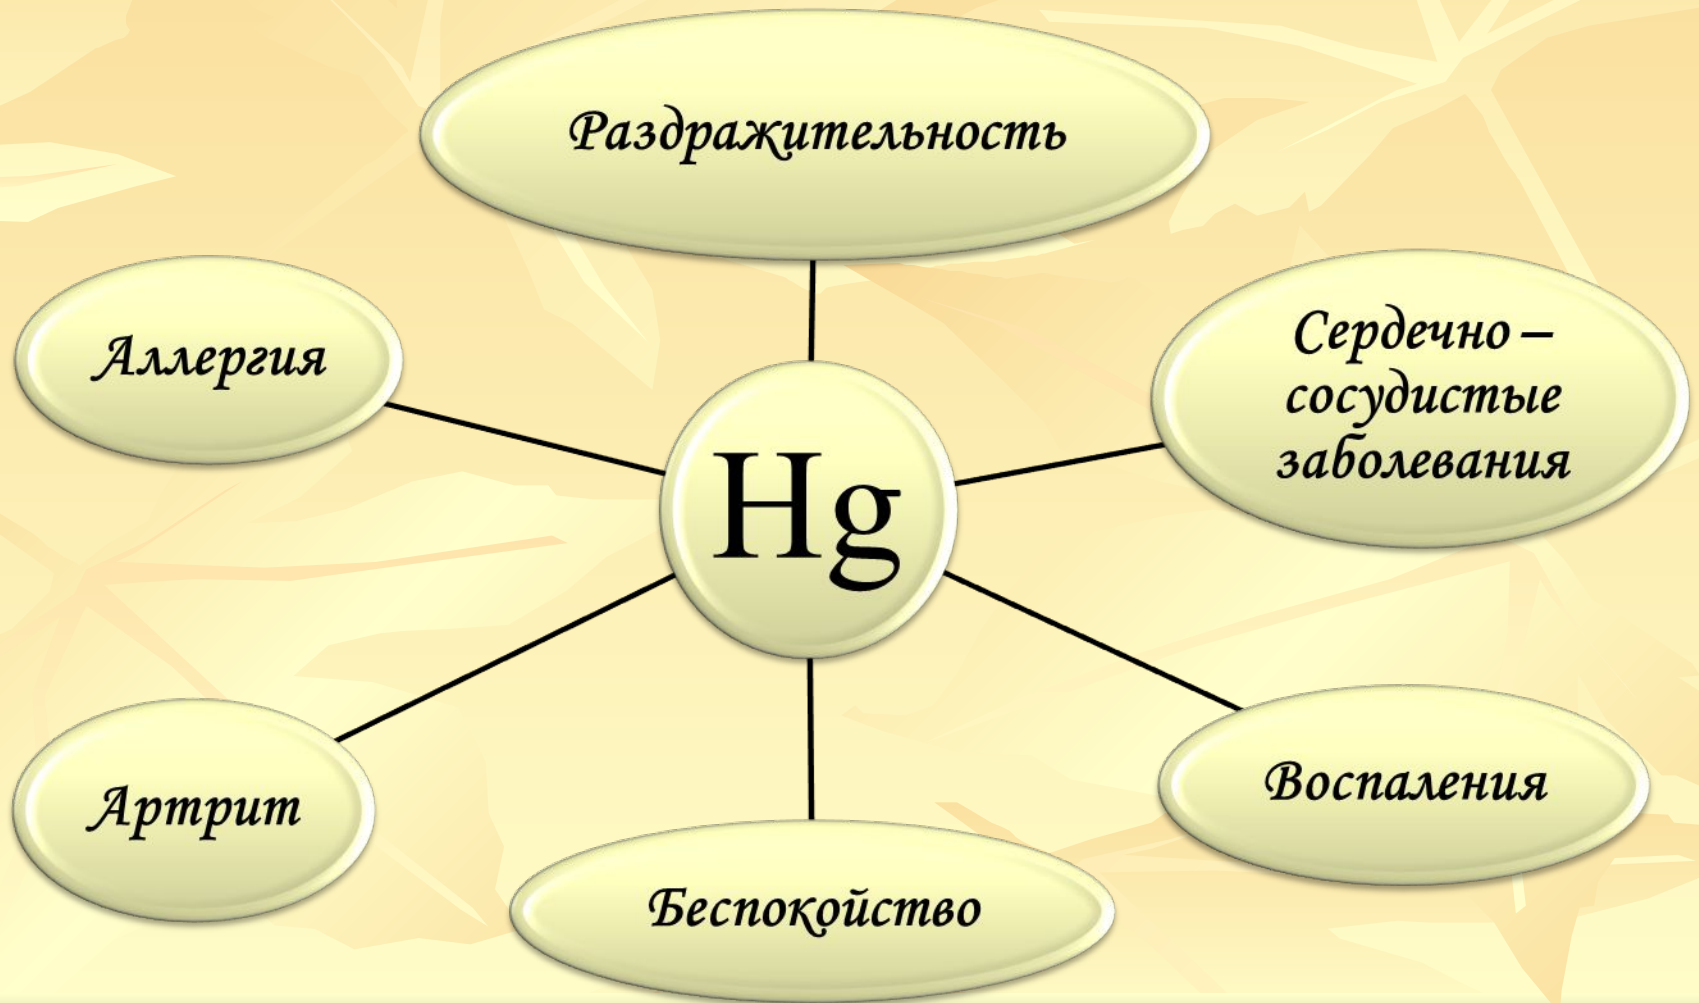 Раздражительность
Аллергия
Сердечно –
сосудистые
заболевания
Hg
Артрит
Воспаления
Беспокойство